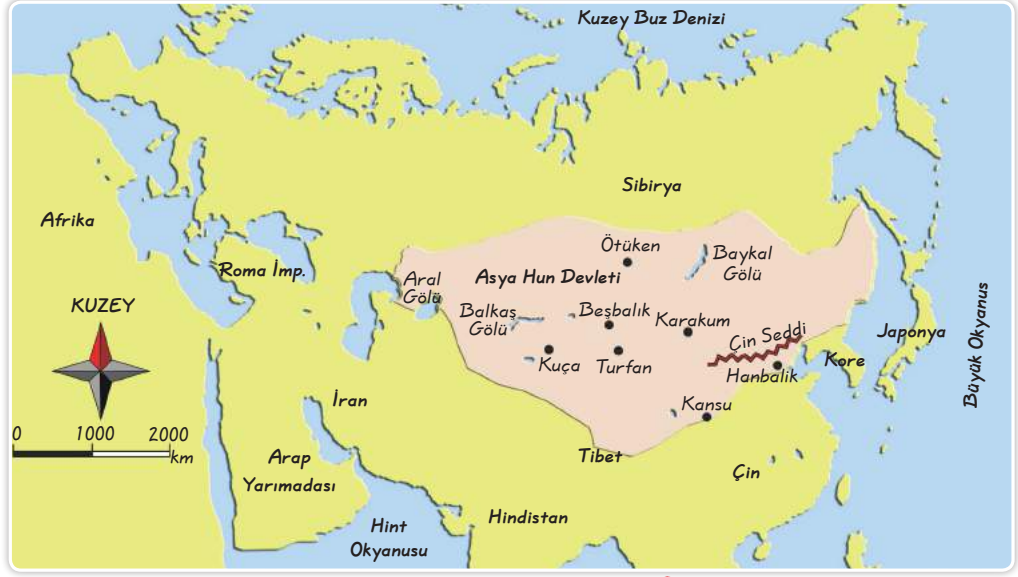 Kuzey Buz Denizi
Sibirya
Afrika
Ötüken
Baykal
Gölü
Roma İmp.
Asya Hun Devleti
Aral
Gölü
KUZEY
Balkaş
Gölü
Beşbalık
Karakum
Çin Seddi
Japonya
Büyük Okyanus
Kuça
Turfan
Hanbalık
Kore
İran
Kansu
0 1000 2000
km
Arap
Yarımadası
Tibet
Çin
Hindistan
Hint
Okyanusu